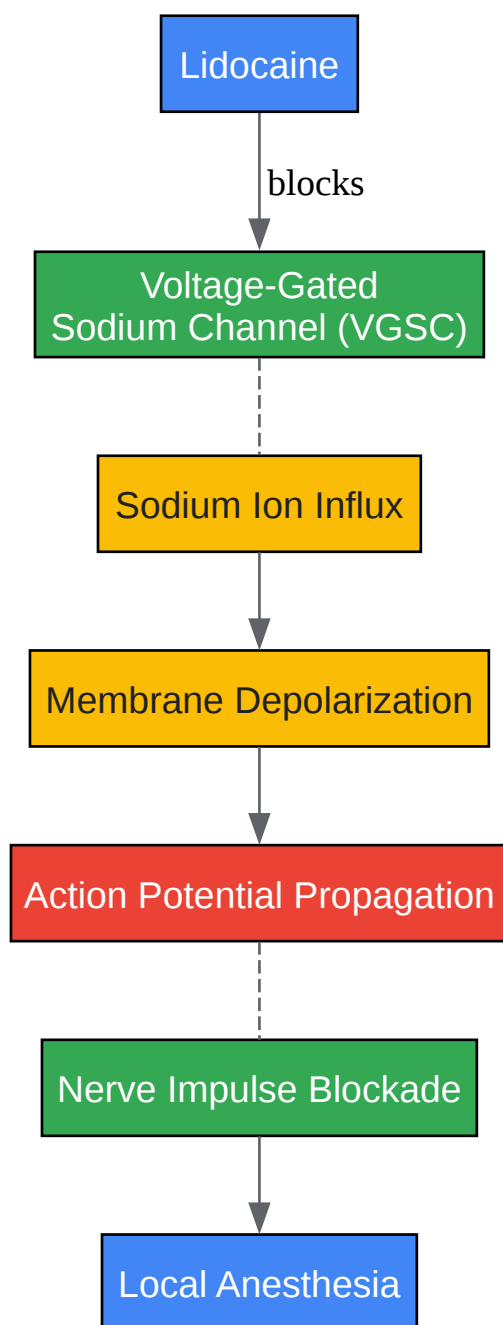 Lidocaine
blocks
Voltage-Gated
Sodium Channel (VGSC)
Sodium Ion Influx
Membrane Depolarization
Action Potential Propagation
Nerve Impulse Blockade
Local Anesthesia